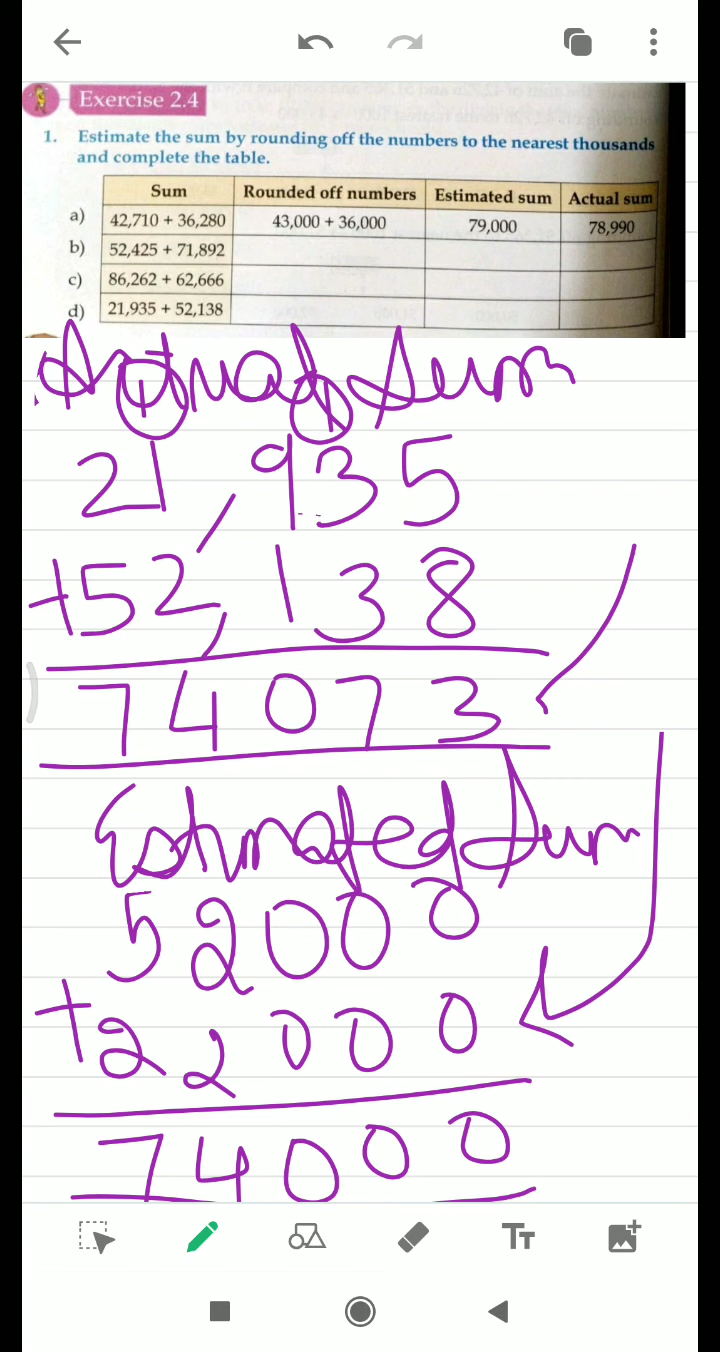 Exercise 2.4
1. Estimate the sum by rounding off the numbers to the nearest thousands
and complete the table.
Sum Rounded off numbers Estimated sum Actual sum
a) 42,710 + 36,280 43,000 + 36,000 79,000 78,990
b) 52,425 + 71,892
c) 86,262 + 62,666
d) 21,935 + 52,138
Actual Sum
21,935
+52,138
74073
Estimated Sum
52000
+22000
74000
TT